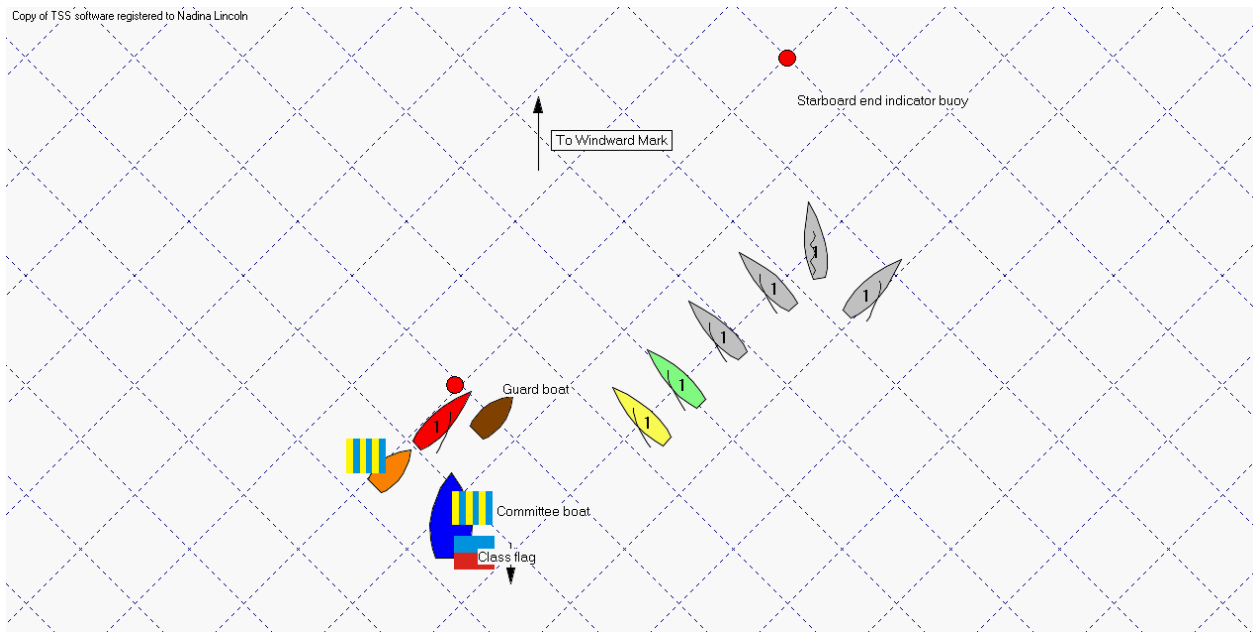 Copy of TSS software registered to Nadina Lincoln
Starboard end indicator buoy
To Windward Mark
1
1
1
1
1
Guard boat
1
1
Committee boat
Class flag